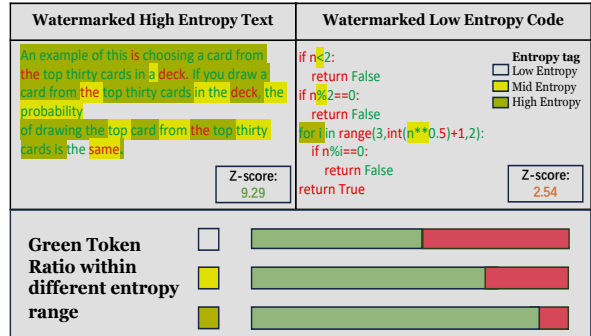 Watermarked High Entropy Text
An example of this is choosing a card from
the top thirty cards in a deck. If you draw a
card from the top thirty cards in the deck, the
probability
of drawing the top card from the top thirty
cards is the same.
Z-score:
9.29
Watermarked Low Entropy Code
if n<2:
return False
if n%2==0:
return False
for i in range(3,int(n**0.5)+1,2):
if n%i==0:
return False
return True
Entropy tag
Low Entropy
Mid Entropy
High Entropy
Z-score:
2.54
Green Token
Ratio within
different entropy
range